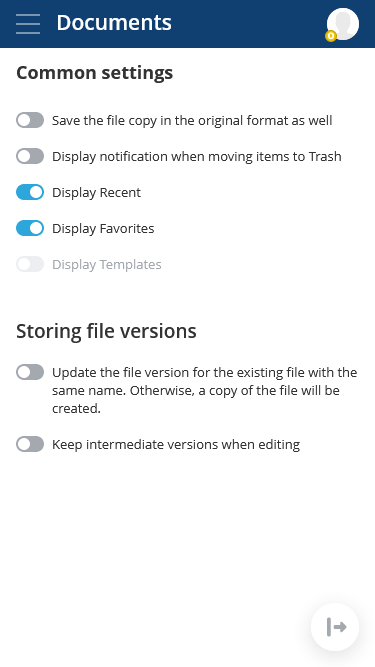 Documents
Common settings
Save the file copy in the original format as well
Display notification when moving items to Trash
Display Recent
Display Favorites
Display Templates
Storing file versions
Update the file version for the existing file with the
same name. Otherwise, a copy of the file will be
created.
Keep intermediate versions when editing